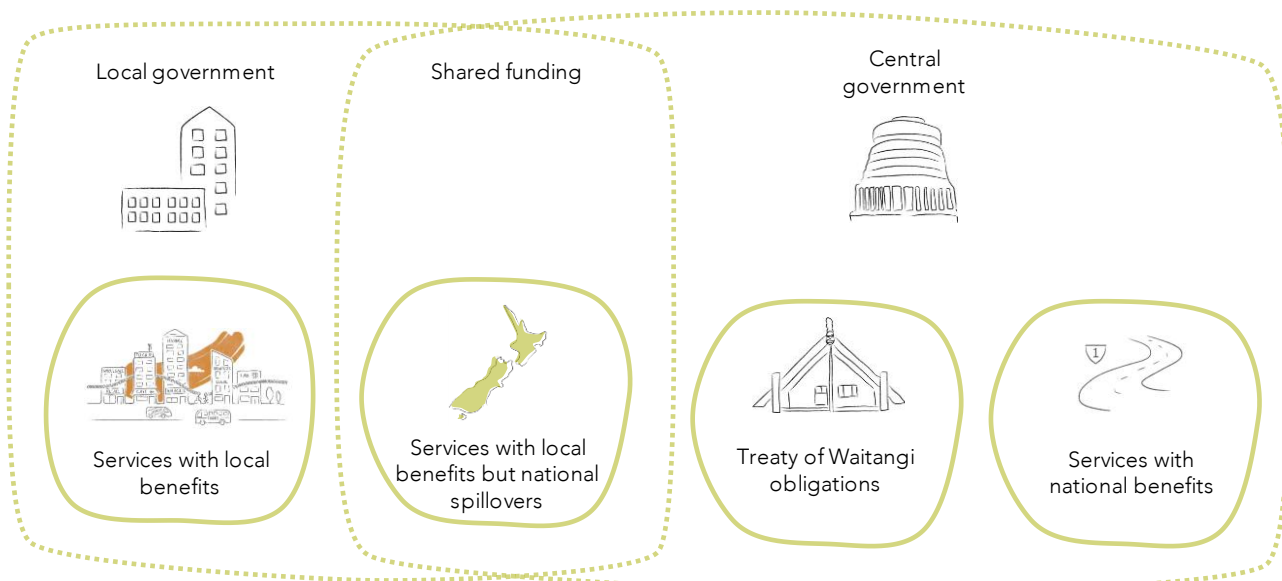 Local government
Shared funding
Central
government
Services with local
benefits
Services with local
benefits but national
spillovers
Treaty of Waitangi
obligations
1
Services with
national benefits